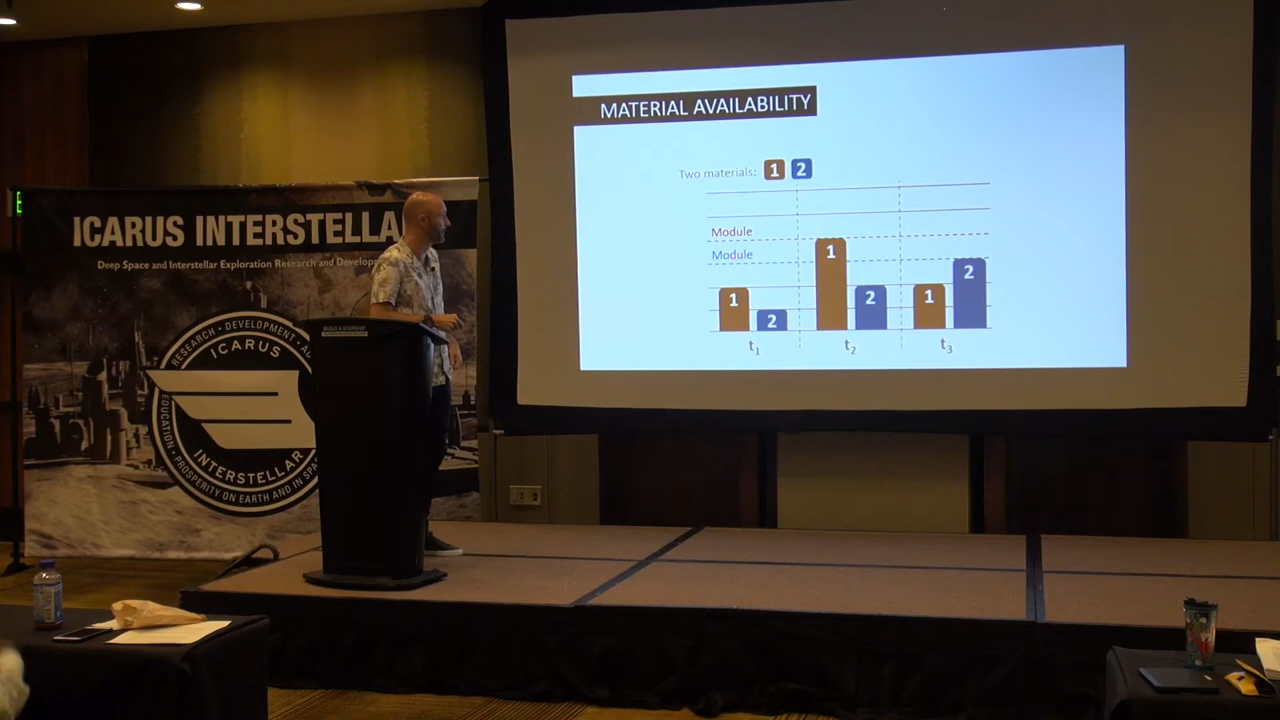 MATERIAL AVAILABILITY
Two materials: 1 2
Module
Module
1
2
1
2
1
2
t1
t2
t3
E
ICARUS INTERSTELLA
Deep Space and Interstellar Exploration Research and Develop
RESEARCH • DEVELOPMENT • A
ICARUS
INTERSTELLAR
EDUCATION • PROSPERITY ON EARTH AND IN SPA
BUILD A STARSHIP